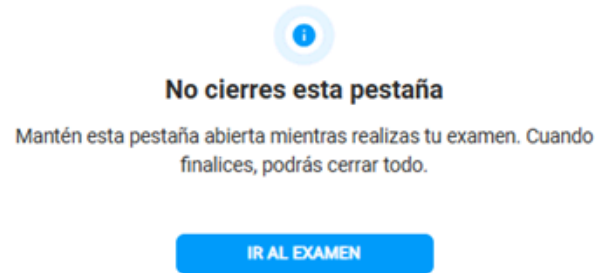 No cierres esta pestaña
Mantén esta pestaña abierta mientras realizas tu examen. Cuando
finalices, podrás cerrar todo.
IR AL EXAMEN